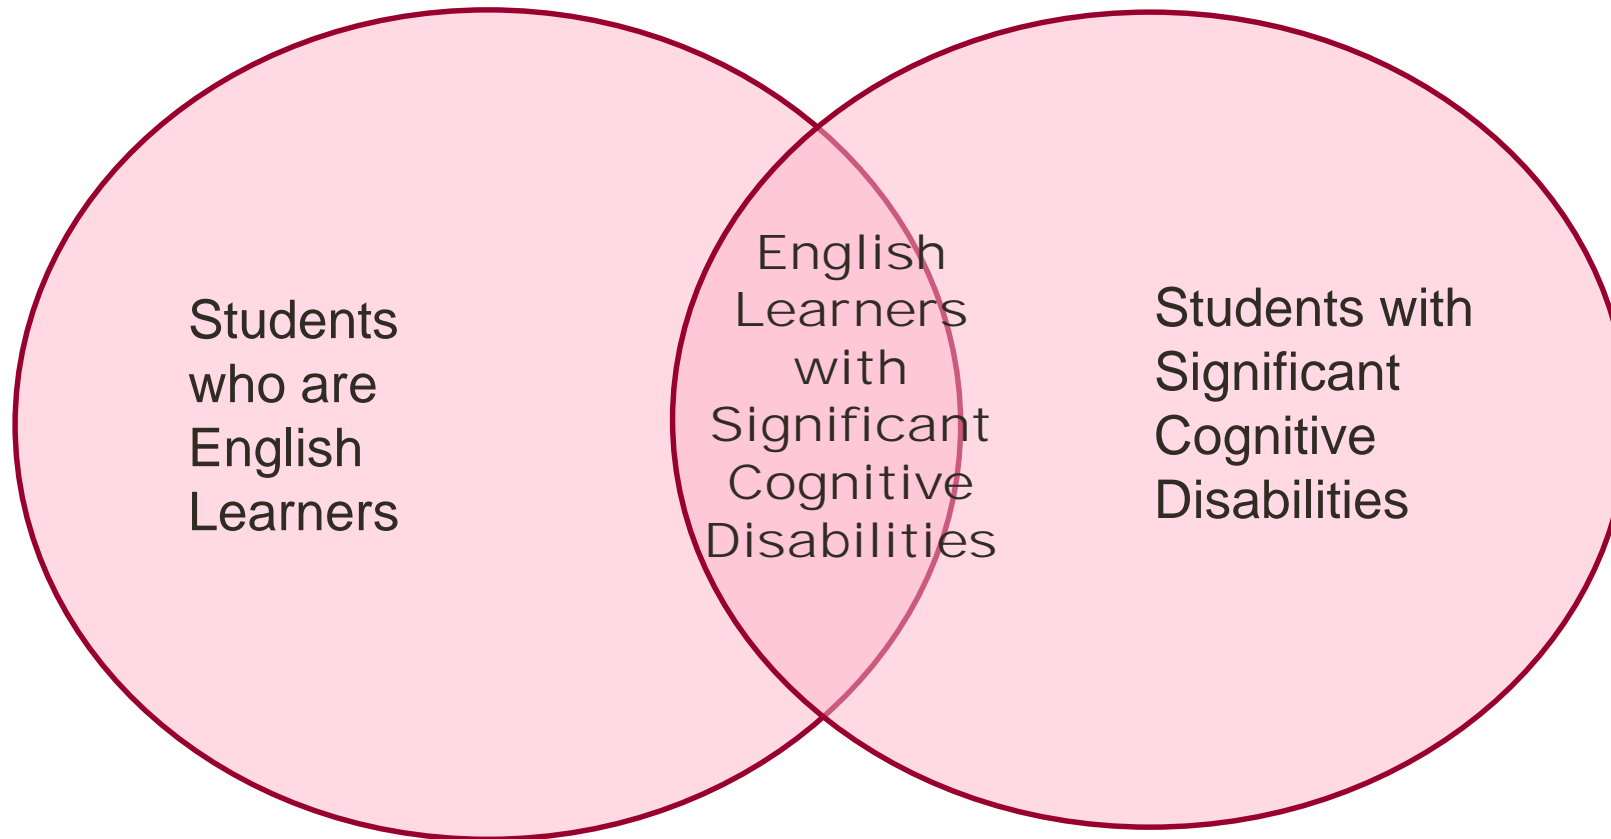 Students
who are
English
Learners
English
Learners
with
Significant
Cognitive
Disabilities
Students with
Significant
Cognitive
Disabilities